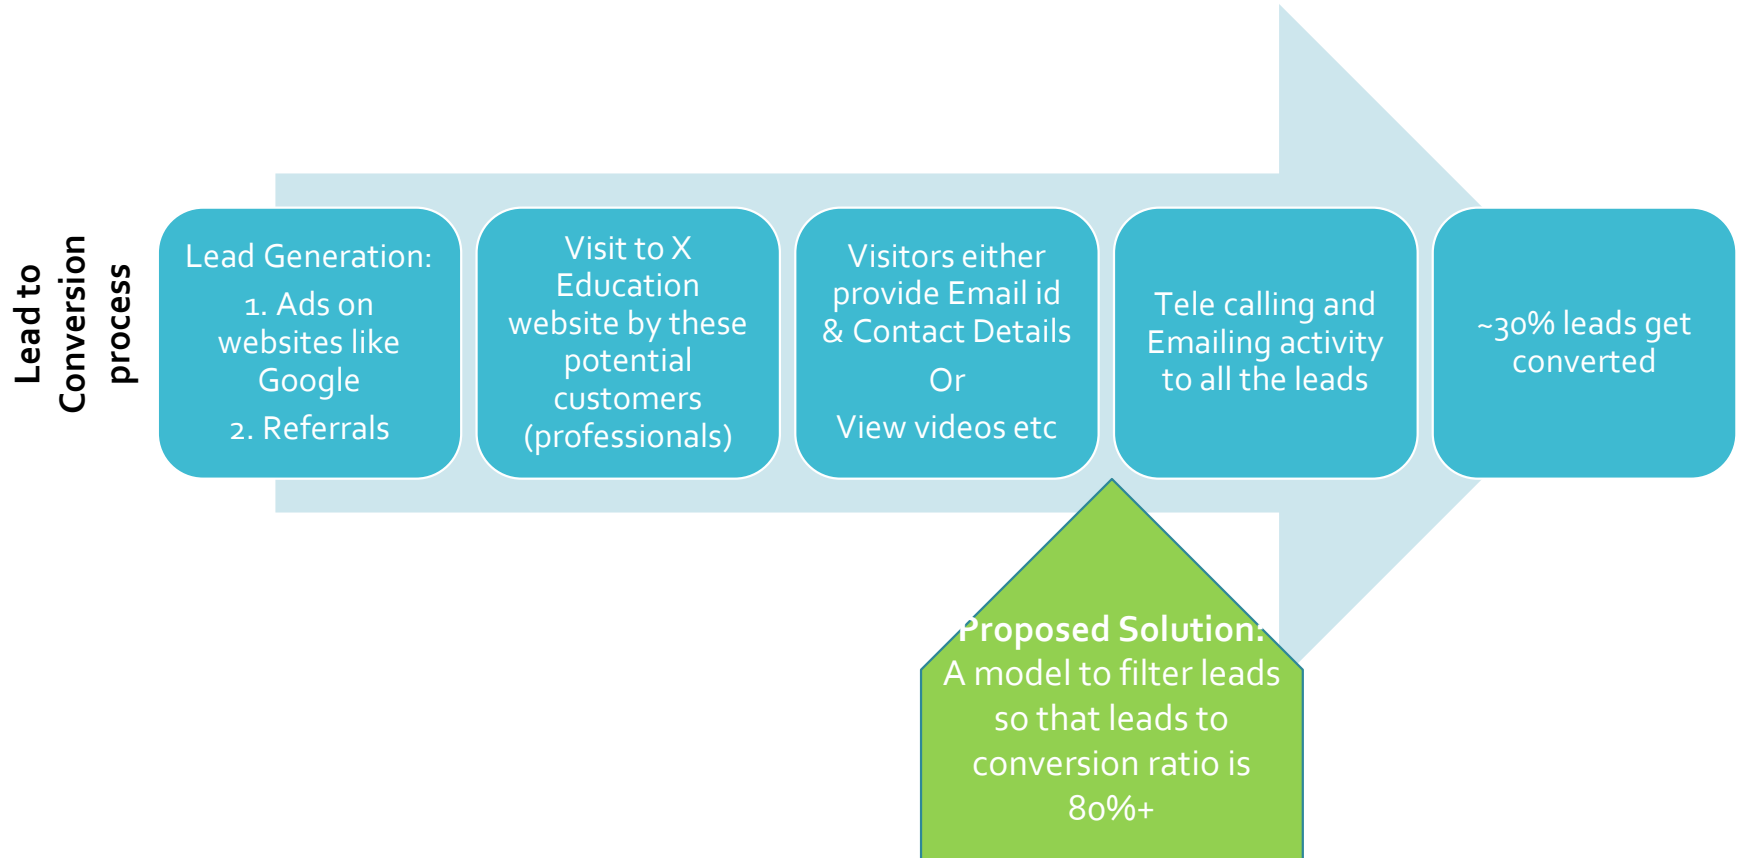 Lead to
Conversion
process
Lead Generation:
1. Ads on
websites like
Google
2. Referrals
Visit to X
Education
website by these
potential
customers
(professionals)
Visitors either
provide Email id
& Contact Details
Or
View videos etc
Tele calling and
Emailing activity
to all the leads
~30% leads get
converted
Proposed Solution:
A model to filter leads
so that leads to
conversion ratio is
80%+